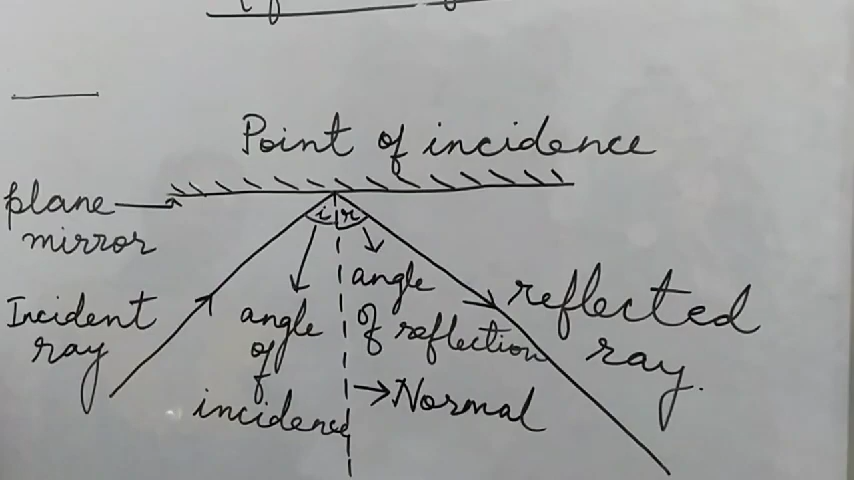 Point of incidence
plane
mirror
i r
Incident
ray
angle
of
incidence
angle
of reflection
reflected
ray.
Normal